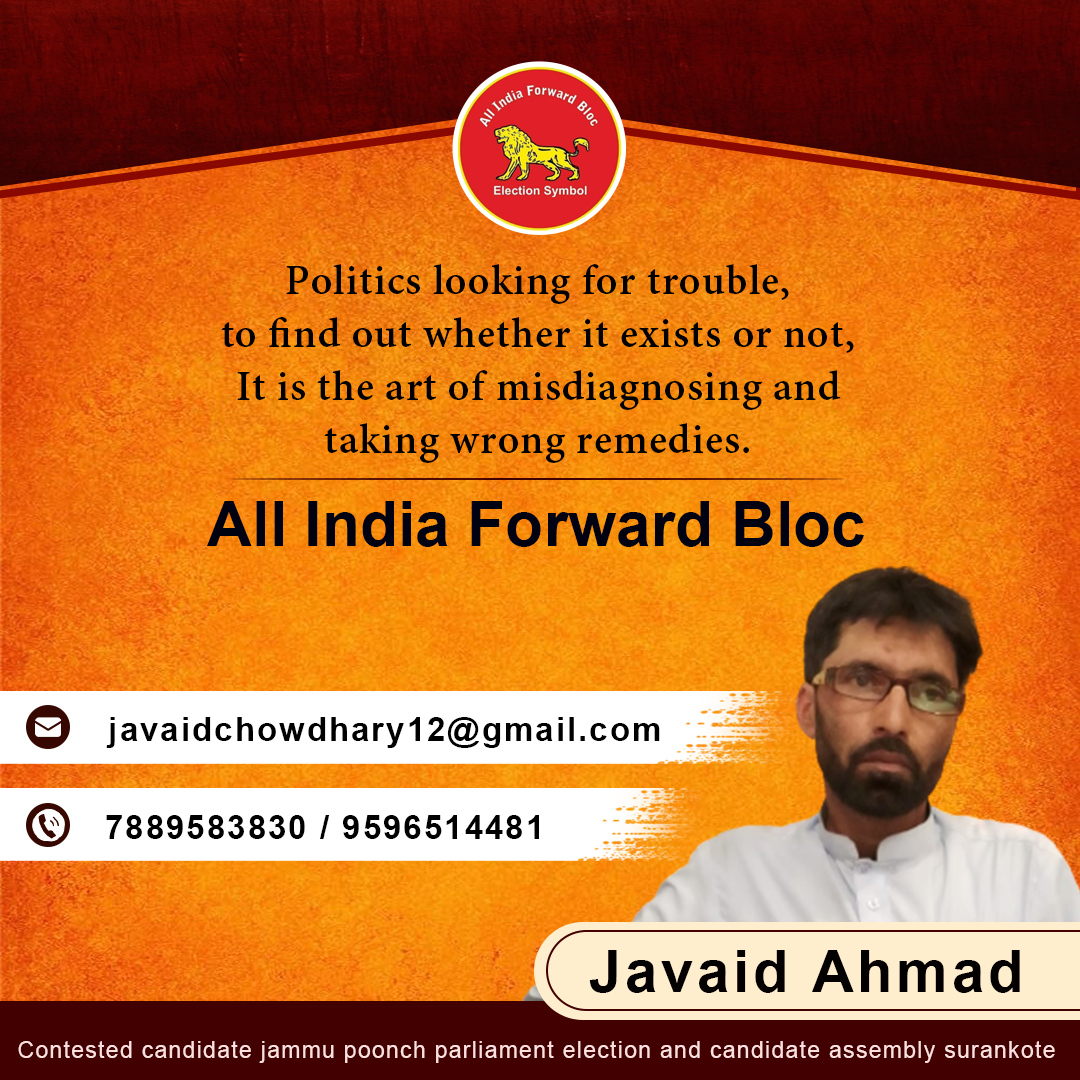 All India Forward Bloc
Election Symbol
Politics looking for trouble,
to find out whether it exists or not,
It is the art of misdiagnosing and
taking wrong remedies.
All India Forward Bloc
javaidchowdhary12@gmail.com
7889583830 / 9596514481
Javaid Ahmad
Contested candidate jammu poonch parliament election and candidate assembly surankote